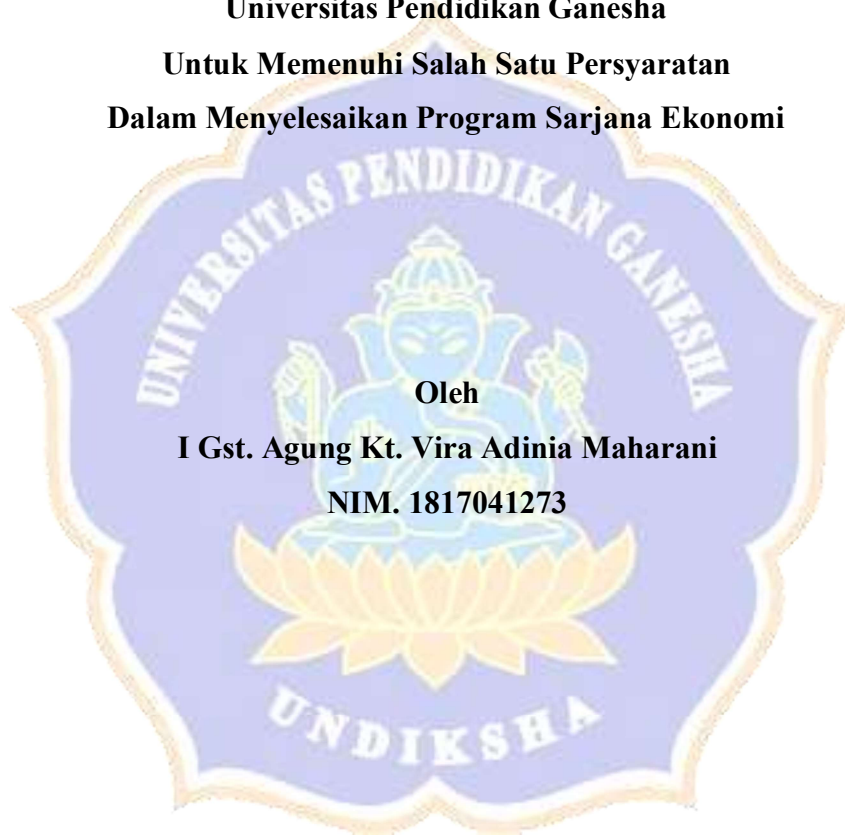 Universitas Pendidikan Ganesha
Untuk Memenuhi Salah Satu Persyaratan
Dalam Menyelesaikan Program Sarjana Ekonomi
UNIVERSITAS PENDIDIKAN GANESHA
Oleh
I Gst. Agung Kt. Vira Adinia Maharani
NIM. 1817041273
UNDIKSHA